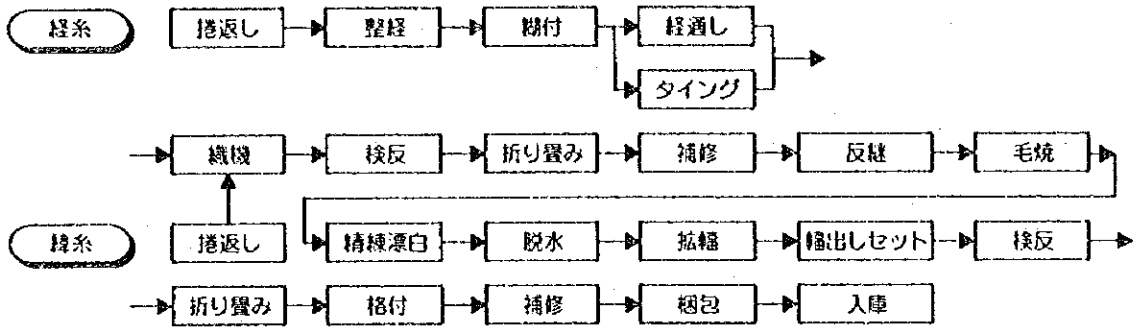 経糸 捲返し 整経 糊付 経通し
タイング
織機 検反 折り畳み 補修 反継 毛焼
緯糸 捲返し 精練漂白 脱水 拡幅 幅出しセット 検反
折り畳み 格付 補修 梱包 入庫